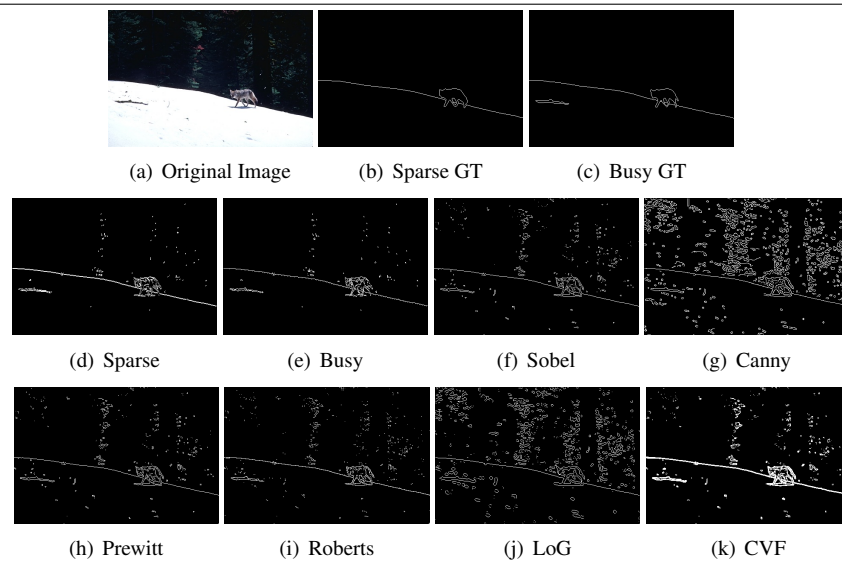 (a) Original Image
(b) Sparse GT
(c) Busy GT
(d) Sparse
(e) Busy
(f) Sobel
(g) Canny
(h) Prewitt
(i) Roberts
(j) LoG
(k) CVF